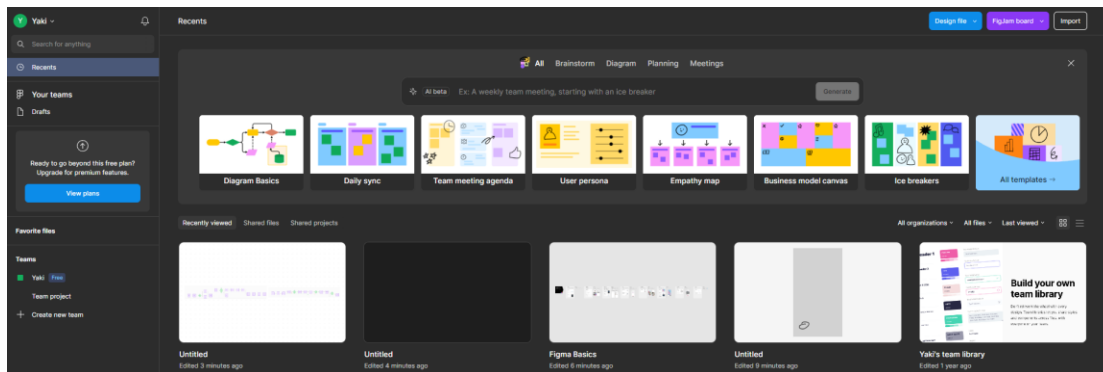 Y Yaki
Search for anything
Recents
Your teams
Drafts
Ready to go beyond this free plan?
Upgrade for premium features.
View plans
Favorite files
Teams
Yaki Free
Team project
Create new team
Recents
Design file
FigJam board
Import
All Brainstorm Diagram Planning Meetings
AI beta Ex: A weekly team meeting, starting with an ice breaker Generate
Diagram Basics
Daily sync
Team meeting agenda
User persona
Empathy map
Business model canvas
Ice breakers
All templates →
Recently viewed Shared files Shared projects
All organizations All files Last viewed
Untitled
Edited 3 minutes ago
Untitled
Edited 4 minutes ago
Figma Basics
Edited 6 minutes ago
Untitled
Edited 9 minutes ago
Build your own
team library
Yaki's team library
Edited 1 year ago